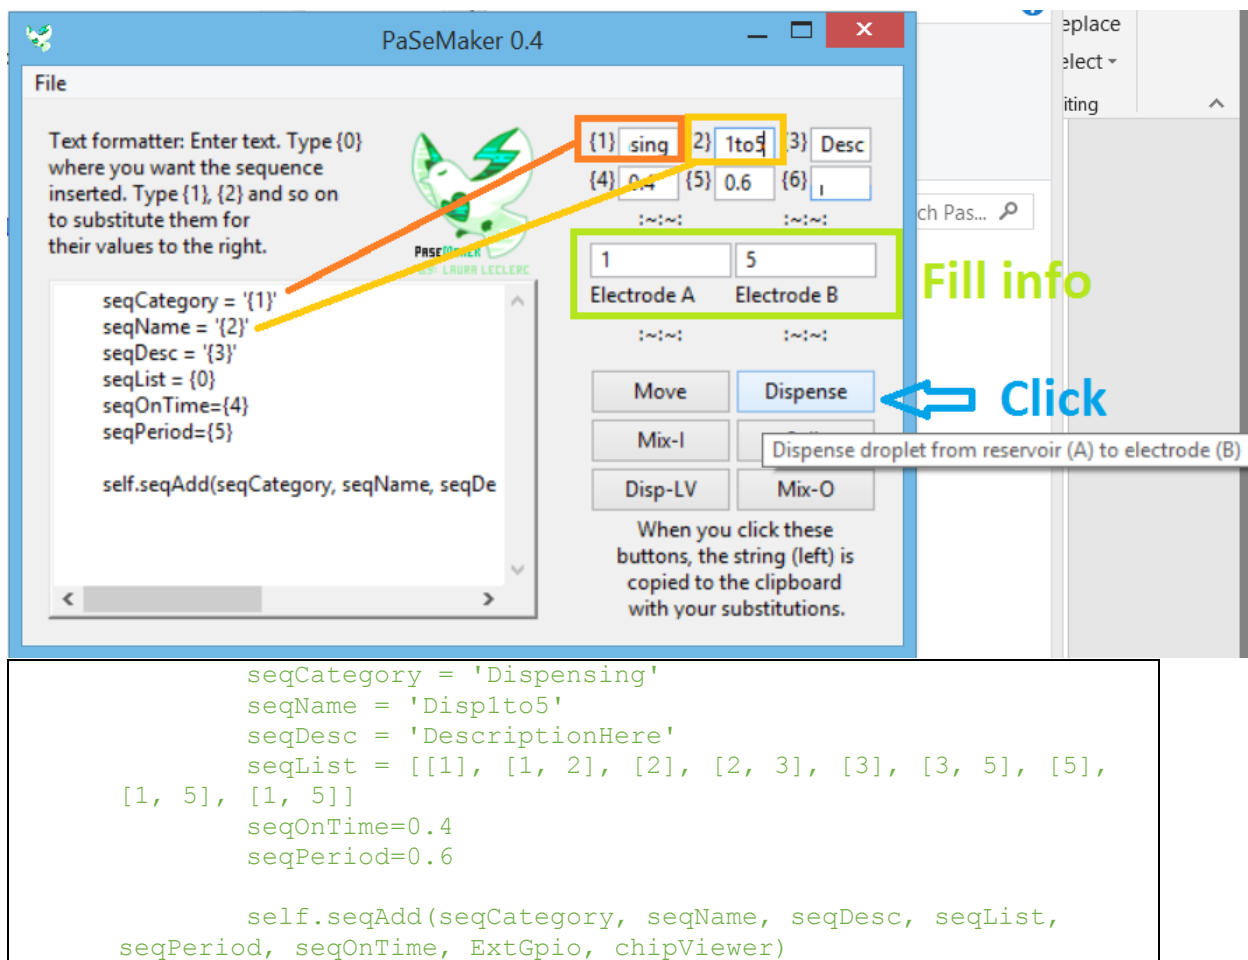 eplace
elect
iting
ch Pas...
PaSeMaker 0.4
File
Text formatter: Enter text. Type {0}
where you want the sequence
inserted. Type {1}, {2} and so on
to substitute them for
their values to the right.
PASEMAKER
BY: LAURA LECLERC
{1} sing 2} 1to5 {3} Desc
{4} 0.4 {5} 0.6 {6}
:~:~: :~:~:
1 5
Electrode A Electrode B
Fill info
:~:~: :~:~:
seqCategory = '{1}'
seqName = '{2}'
seqDesc = '{3}'
seqList = {0}
seqOnTime={4}
seqPeriod={5}
self.seqAdd(seqCategory, seqName, seqDe
Move Dispense
Click
Mix-I
Dispense droplet from reservoir (A) to electrode (B)
Disp-LV Mix-O
When you click these
buttons, the string (left) is
copied to the clipboard
with your substitutions.
seqCategory = 'Dispensing'
seqName = 'Disp1to5'
seqDesc = 'DescriptionHere'
seqList = [[1], [1, 2], [2], [2, 3], [3], [3, 5], [5],
[1, 5], [1, 5]]
seqOnTime=0.4
seqPeriod=0.6
self.seqAdd(seqCategory, seqName, seqDesc, seqList,
seqPeriod, seqOnTime, ExtGpio, chipViewer)